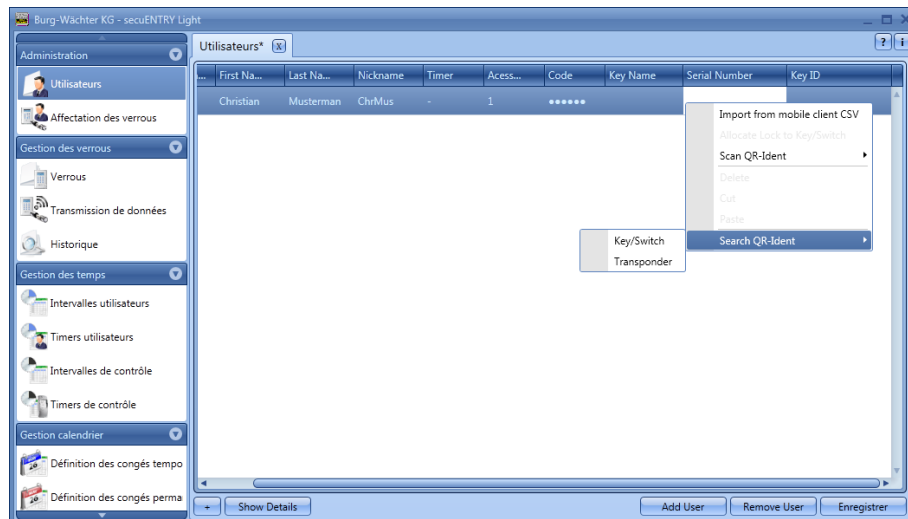 Burg-Wächter KG - secuENTRY Light
Administration
Utilisateurs
Affectation des verrous
Gestion des verrous
Verrous
Transmission de données
Historique
Gestion des temps
Intervalles utilisateurs
Timers utilisateurs
Intervalles de contrôle
Timers de contrôle
Gestion calendrier
Définition des congés tempo
Définition des congés perma
Utilisateurs* x
? i
... First Na... Last Na... Nickname Timer Acess... Code Key Name Serial Number Key ID
Christian Musterman ChrMus - 1 ••••••
Import from mobile client CSV
Allocate Lock to Key/Switch
Scan QR-Ident
Delete
Cut
Paste
Search QR-Ident
Key/Switch
Transponder
+ Show Details Add User Remove User Enregistrer